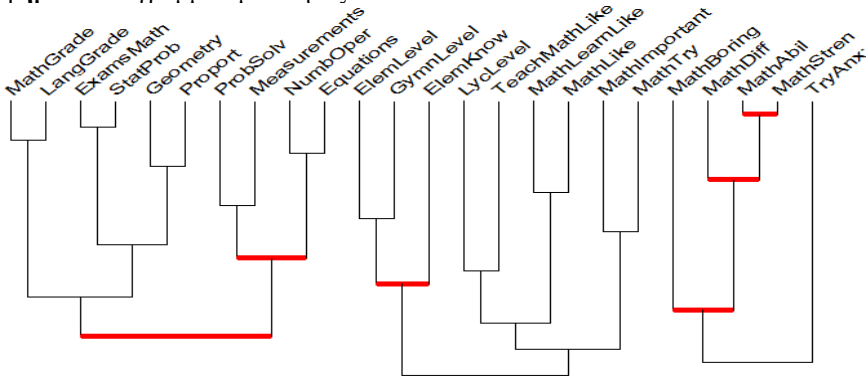 MathGrade
LangGrade
ExamsMath
StatProb
Geometry
Proport
ProbSolv
Measurements
NumbOper
Equations
ElemLevel
GymnLevel
ElemKnow
LycLevel
TeachMathLike
MathLearnLike
MathLike
MathImportant
MathTry
MathBoring
MathDiff
MathAbil
MathStren
TryAnx